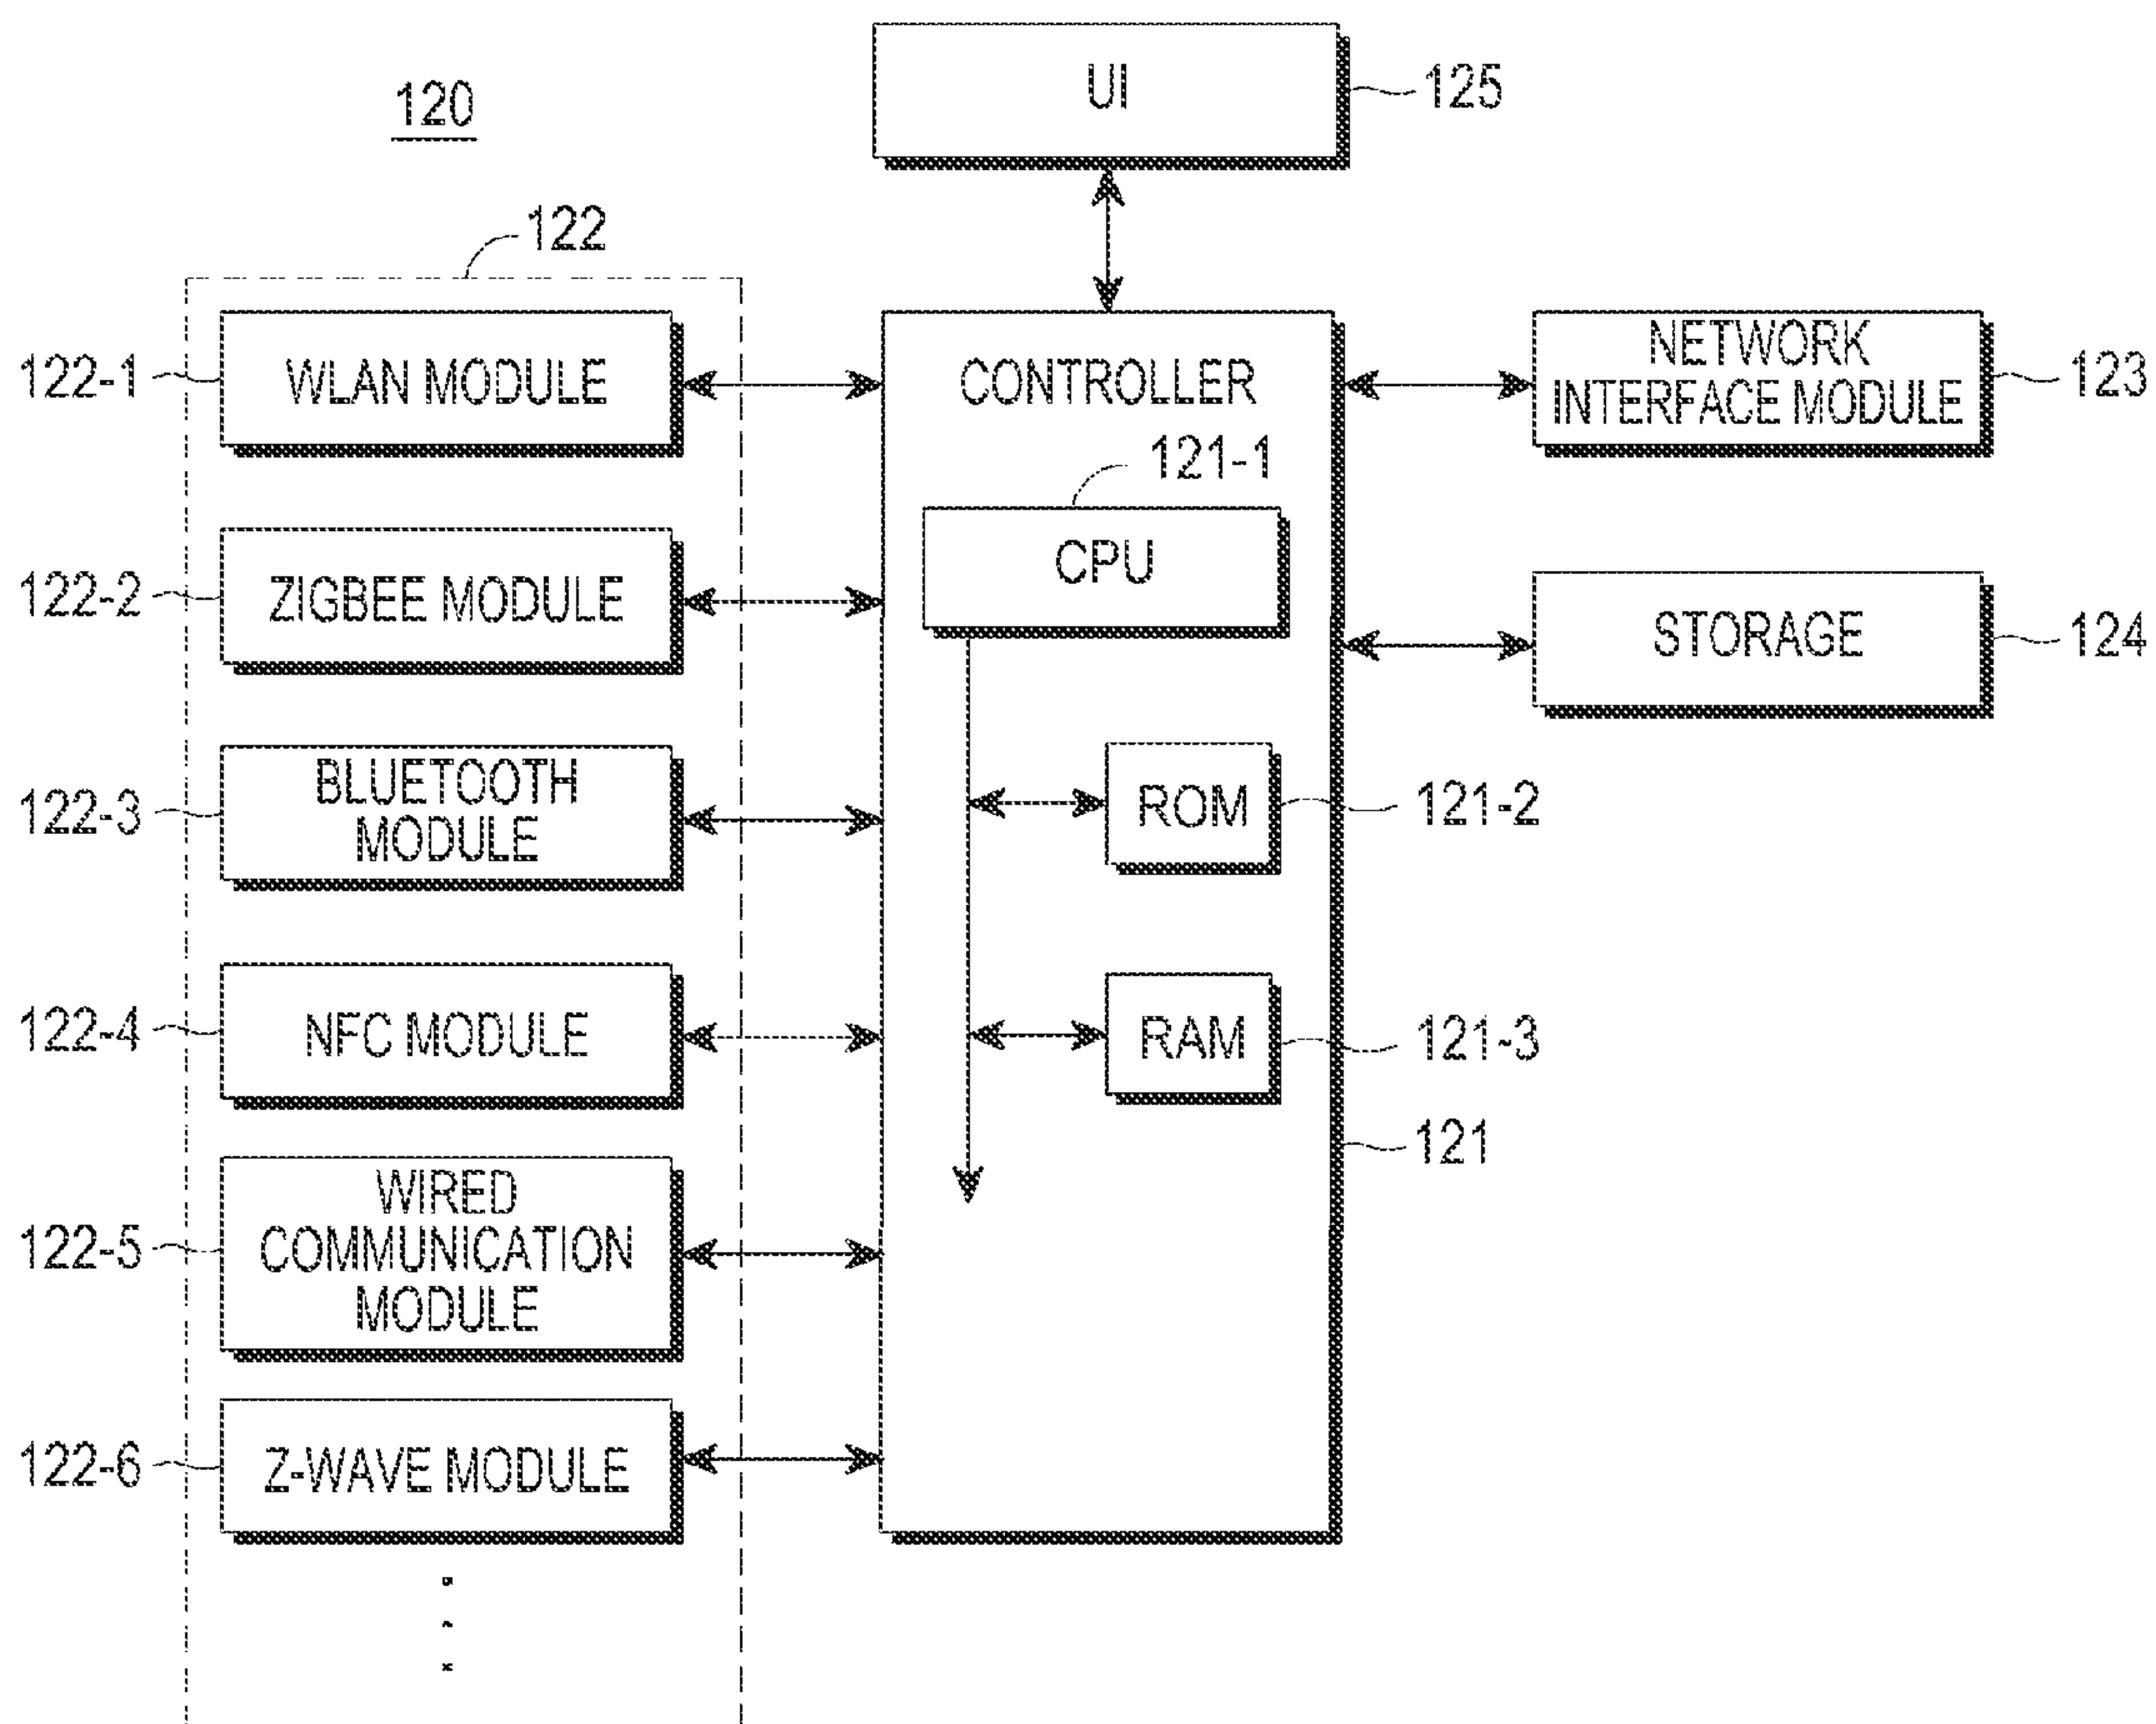 UI
125
120
122
122-1
WLAN MODULE
CONTROLLER
NETWORK
INTERFACE MODULE
123
121-1
CPU
122-2
ZIGBEE MODULE
STORAGE
124
122-3
BLUETOOTH
MODULE
ROM
121-2
122-4
NFC MODULE
RAM
121-3
121
122-5
WIRED
COMMUNICATION
MODULE
122-6
Z-WAVE MODULE